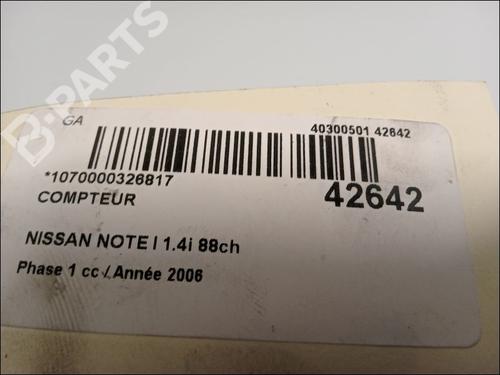 B-PARTS
GA
40300501 42642
*1070000326817
42642
COMPTEUR
NISSAN NOTE I 1.4i 88ch
Phase 1 cc / Année 2006